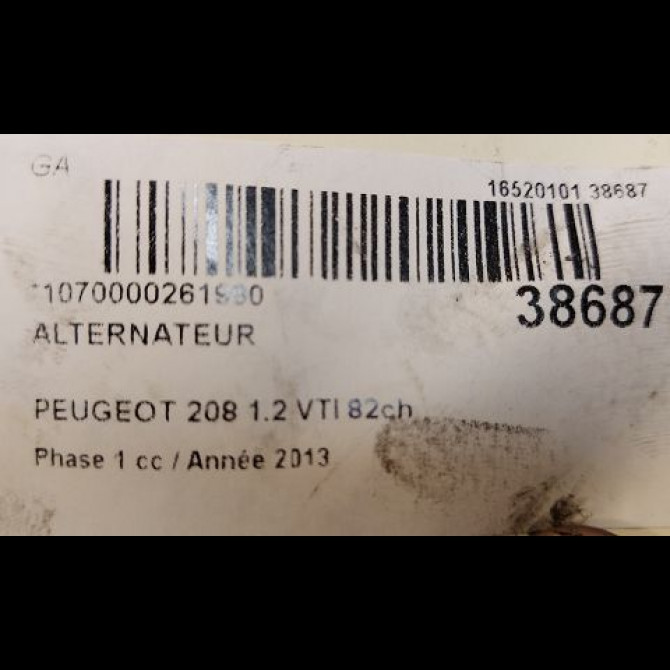 GA
16520101 38687
38687
ALTERNATEUR
PEUGEOT 208 1.2 VTI 82ch
Phase 1 cc / Année 2013